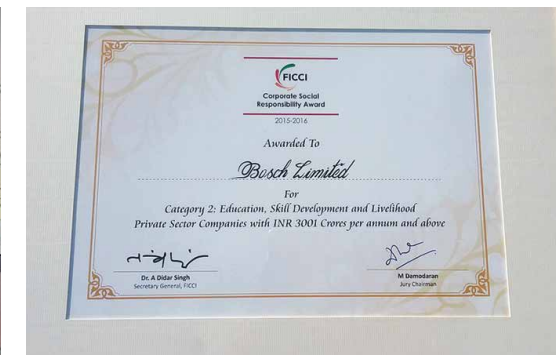 FICCI
Corporate Social
Responsibility Award
2015-2016
Awarded To
Bosch Limited
For
Category 2: Education, Skill Development and Livelihood
Private Sector Companies with INR 3001 Crores per annum and above
Dr. A Didar Singh
Secretary General, FICCI
M Damodaran
Jury Chairman